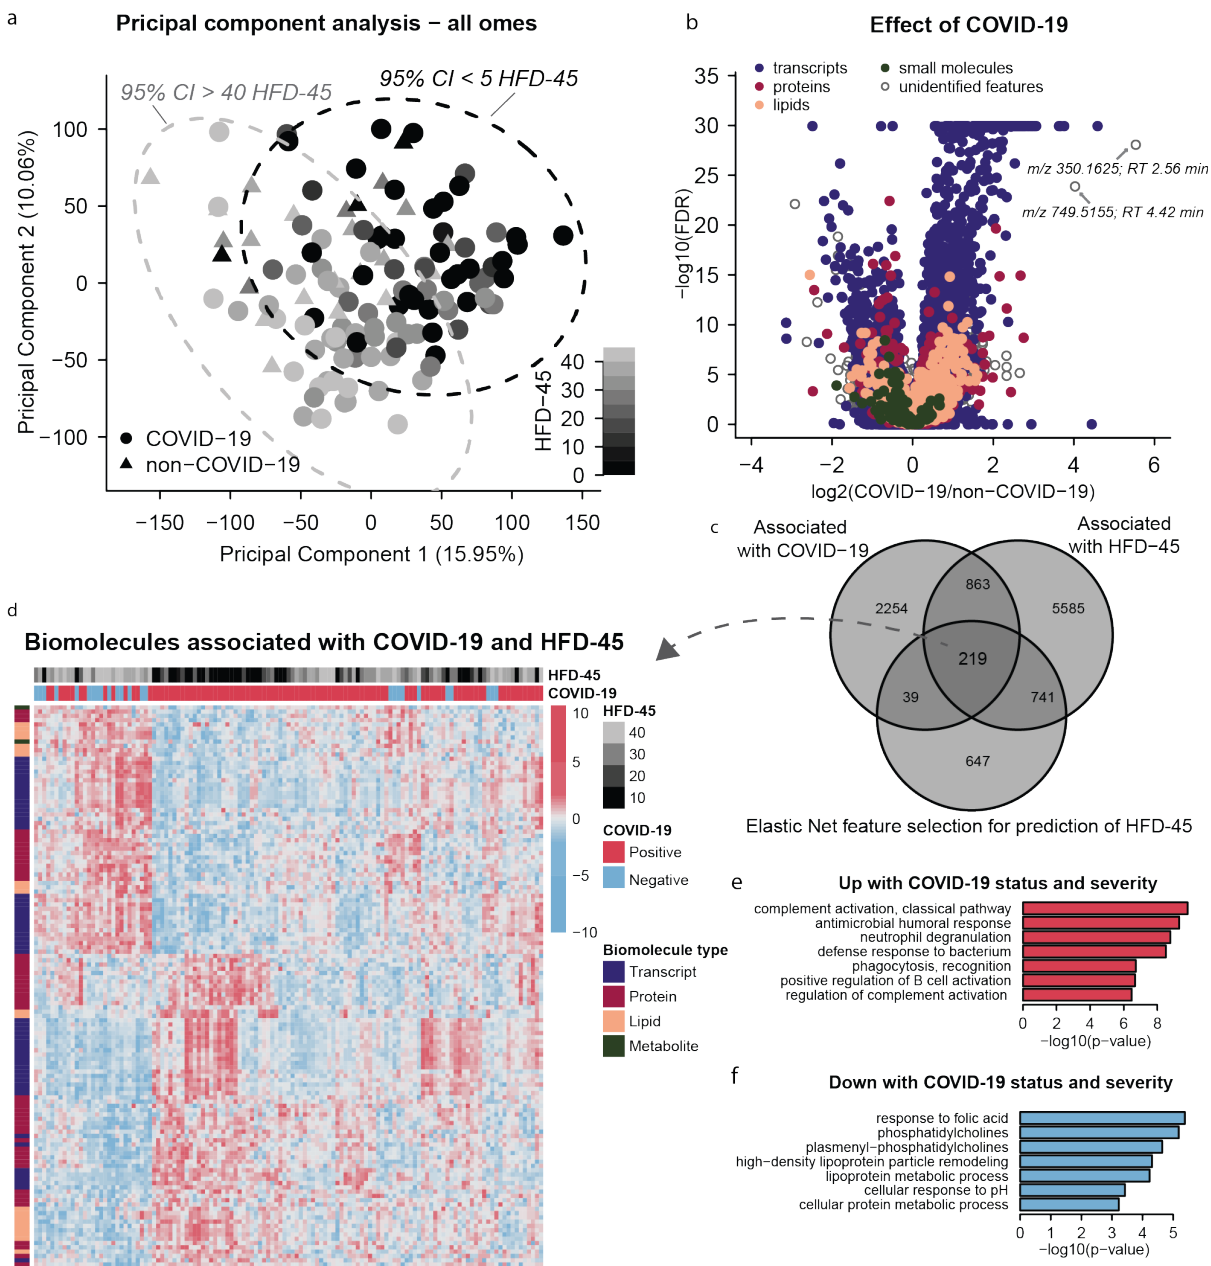 a
Pricipal component analysis − all omes
95% CI > 40 HFD-45
95% CI < 5 HFD-45
Pricipal Component 2 (10.06%)
100
50
0
−50
−100
COVID−19
non−COVID−19
HFD−45
40
30
20
10
0
−150 −100 −50 0 50 100 150
Pricipal Component 1 (15.95%)
b
Effect of COVID-19
transcripts
proteins
lipids
small molecules
unidentified features
−log10(FDR)
35
30
25
20
15
10
5
0
m/z 350.1625; RT 2.56 min
m/z 749.5155; RT 4.42 min
−4 −2 0 2 4 6
log2(COVID−19/non−COVID−19)
c
Associated
with COVID−19
Associated
with HFD−45
863
2254
5585
219
39
741
647
Elastic Net feature selection for prediction of HFD-45
d
Biomolecules associated with COVID-19 and HFD-45
HFD-45
COVID-19
10
5
0
−5
−10
HFD-45
40
30
20
10
COVID-19
Positive
Negative
Biomolecule type
Transcript
Protein
Lipid
Metabolite
e
Up with COVID-19 status and severity
complement activation, classical pathway
antimicrobial humoral response
neutrophil degranulation
defense response to bacterium
phagocytosis, recognition
positive regulation of B cell activation
regulation of complement activation
0 2 4 6 8
−log10(p−value)
f
Down with COVID-19 status and severity
response to folic acid
phosphatidylcholines
plasmenyl−phosphatidylcholines
high−density lipoprotein particle remodeling
lipoprotein metabolic process
cellular response to pH
cellular protein metabolic process
0 1 2 3 4 5
−log10(p−value)